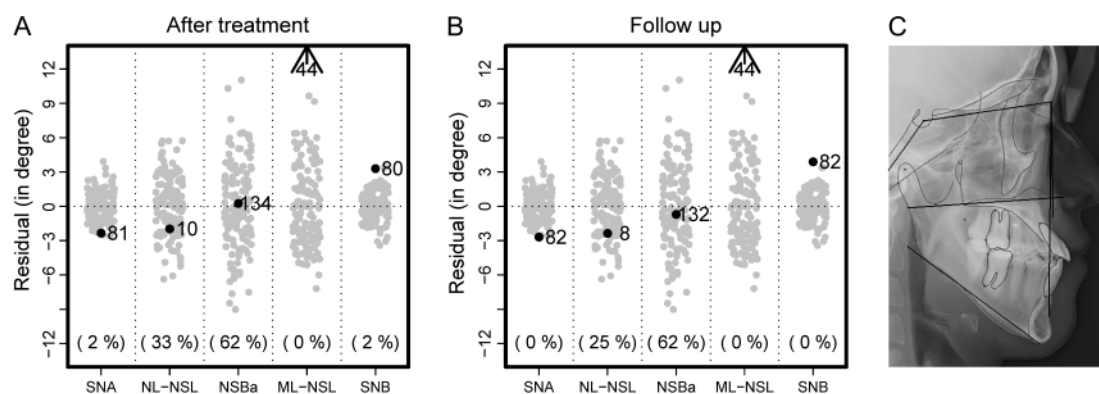 A After treatment
Residual (in degree)
12
9
6
3
0
−3
−6
−12
44
80
134
10
81
( 2 %) ( 33 %) ( 62 %) ( 0 %) ( 2 %)
SNA NL−NSL NSBa ML−NSL SNB
B Follow up
Residual (in degree)
12
9
6
3
0
−3
−6
−12
44
82
132
8
82
( 0 %) ( 25 %) ( 62 %) ( 0 %) ( 0 %)
SNA NL−NSL NSBa ML−NSL SNB
C